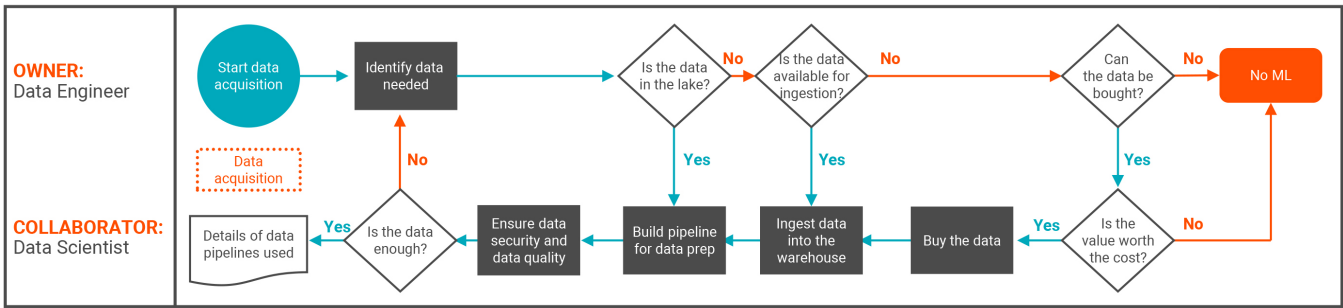 OWNER:
Data Engineer
Start data
acquisition
Identify data
needed
Is the data
in the lake?
No
Is the data
available for
ingestion?
No
Can
the data be
bought?
No
No ML
Data
acquisition
No
Yes
Yes
Yes
COLLABORATOR:
Data Scientist
Details of data
pipelines used
Yes
Is the data
enough?
Ensure data
security and
data quality
Build pipeline
for data prep
Ingest data
into the
warehouse
Buy the data
Yes
Is the
value worth
the cost?
No